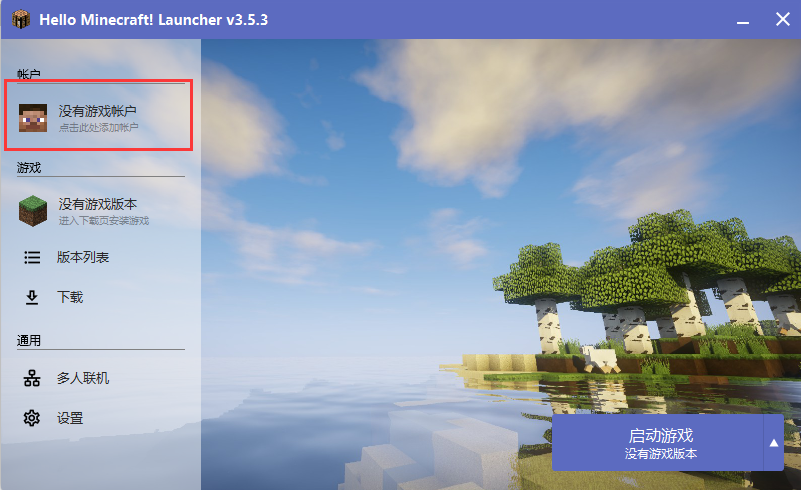 Hello Minecraft! Launcher v3.5.3
帐户
没有游戏帐户
点击此处添加帐户
游戏
没有游戏版本
进入下载页安装游戏
版本列表
下载
通用
多人联机
设置
启动游戏
没有游戏版本